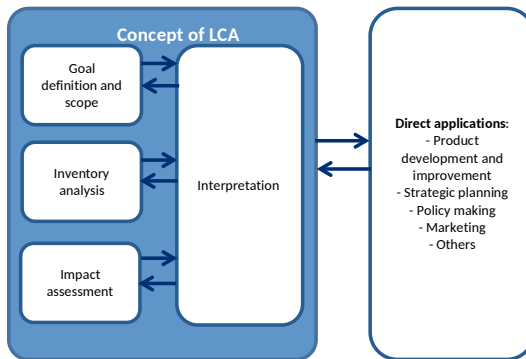 Concept of LCA
Goal
definition and
scope
Inventory
analysis
Impact
assessment
Interpretation
Direct applications:
- Product
development and
improvement
- Strategic planning
- Policy making
- Marketing
- Others